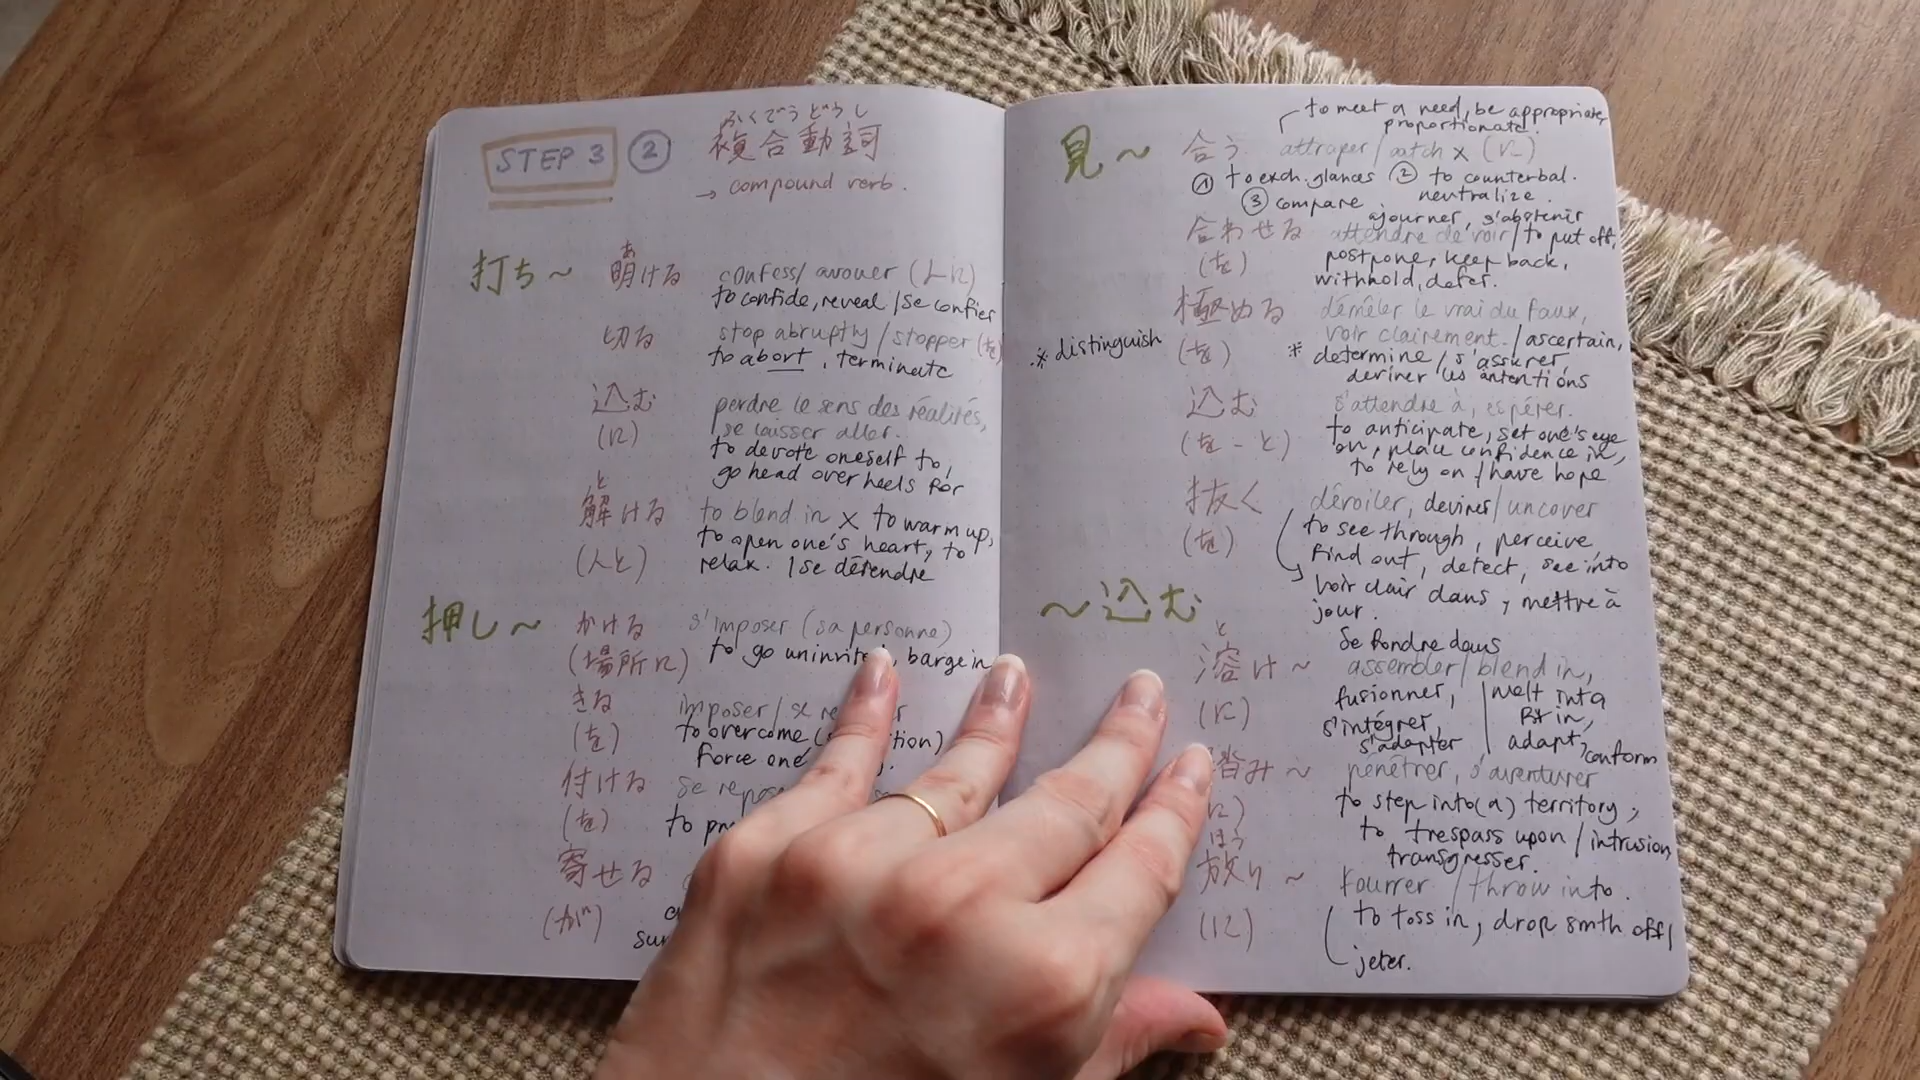 STEP 3 ②
ふくごうどうし
複合動詞
→ compound verb.
打ち〜
あ
明ける confess/avouer (人に)
to confide, reveal / se confier
切る stop abruptly / stopper (を)
to abort, terminate
込む perdre le sens des réalités,
(に) se laisser aller.
to devote oneself to,
go head over heels for
と
解ける to blend in x to warm up,
(人と) to open one's heart, to
relax. / se détendre
押し〜
かける s'imposer (sa personne)
(場所に) to go uninvited, barge in
きる imposer /
(を) to overcome
force one
付ける se
(を) to
寄せる
(が)
見〜
to meet a need, be appropriate,
proportionate.
合う attraper / catch x (に)
① to exch. glances ② to counterbal.
neutralize.
③ compare
ajourner, s'abstenir
合わせる attendre de voir / to put off,
(を) postpone, keep back,
withhold, defer.
極める démêler le vrai du faux,
voir clairement. / ascertain,
(を) * determine / s'assurer,
deviner les intentions
* distinguish
込む s'attendre à, espérer.
(を-と) to anticipate, set one's eye
on, place confidence in,
to rely on / have hope
抜く dévoiler, deviner / uncover
(を) to see through, perceive,
find out, detect, see into
voir clair dans, mettre à
jour.
〜込む
se fondre dans
と
溶け〜 assembler / blend in,
(に) fusionner, | melt into
s'intégrer, fit in,
s'adapter | adapt, conform
踏み〜 pénétrer, s'aventurer
に) to step into(a) territory;
to trespass upon / intrusion,
transgresser.
ほう
放り〜 fourrer / throw into.
(に) to toss in, drop smth off /
jeter.